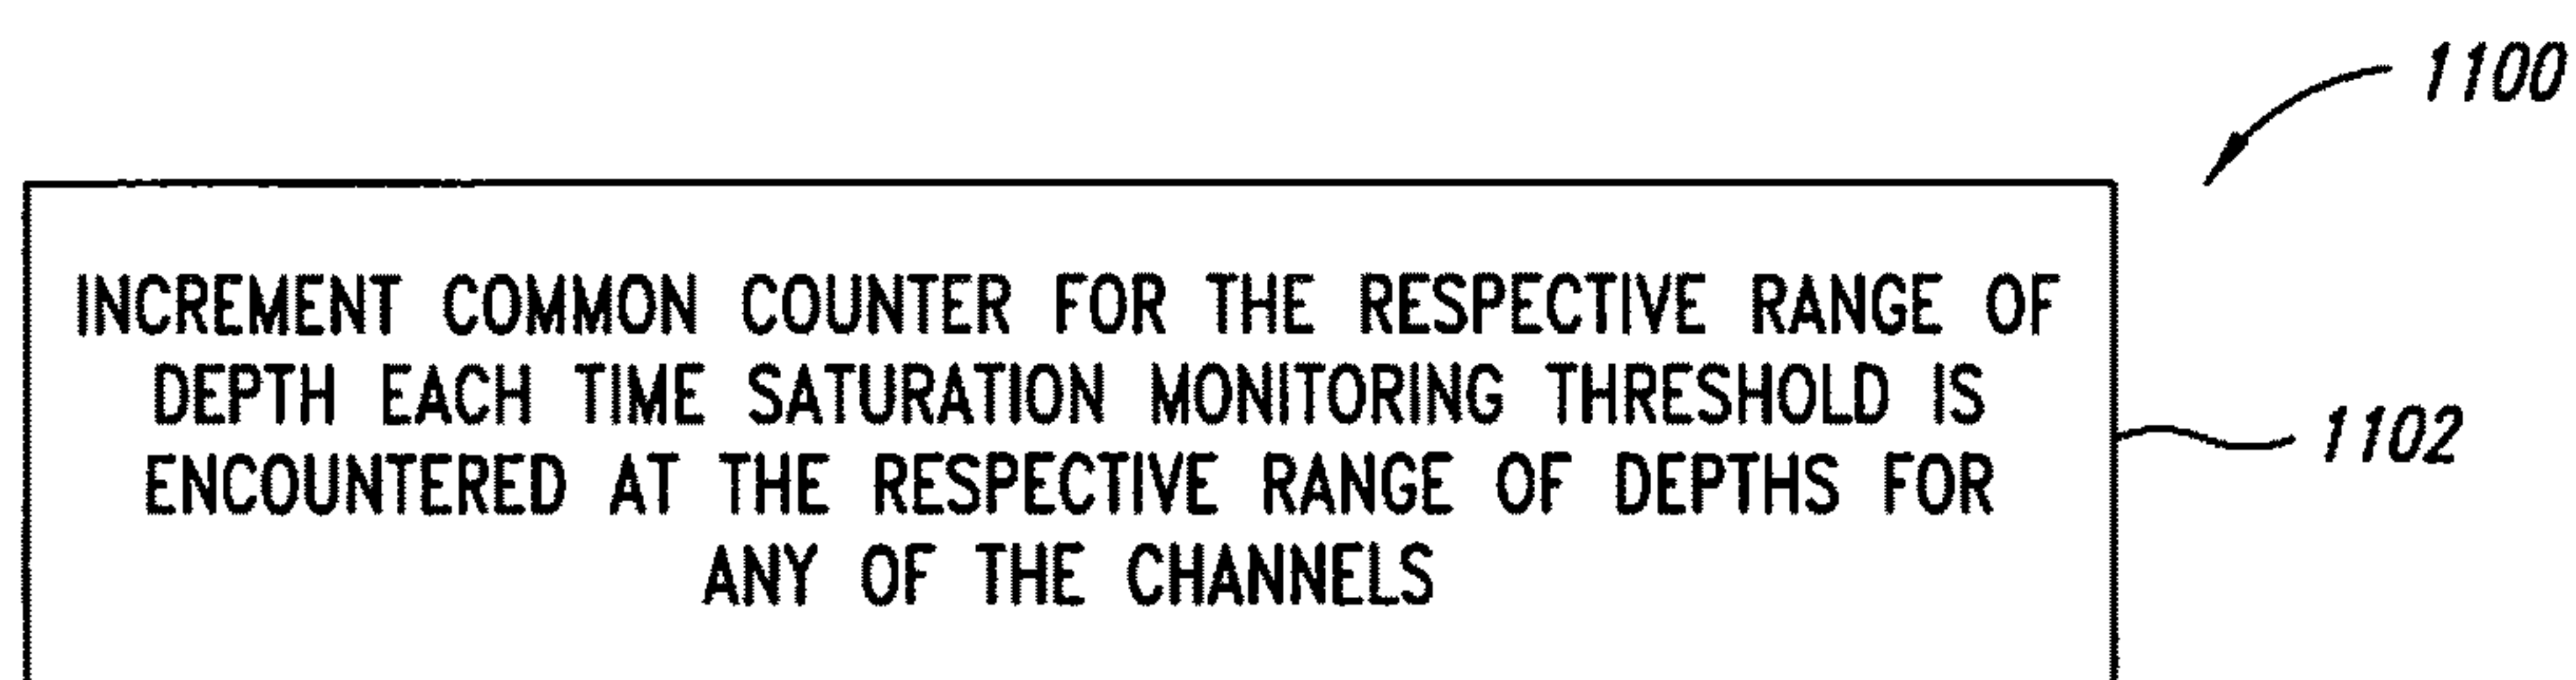 1100
INCREMENT COMMON COUNTER FOR THE RESPECTIVE RANGE OF
DEPTH EACH TIME SATURATION MONITORING THRESHOLD IS
ENCOUNTERED AT THE RESPECTIVE RANGE OF DEPTHS FOR
ANY OF THE CHANNELS
1102